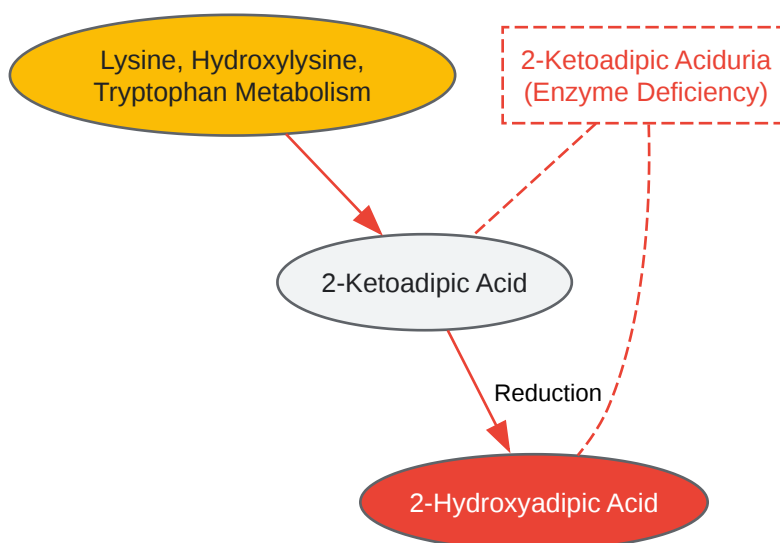 Lysine, Hydroxylysine,
Tryptophan Metabolism
2-Ketoadipic Aciduria
(Enzyme Deficiency)
2-Ketoadipic Acid
Reduction
2-Hydroxyadipic Acid